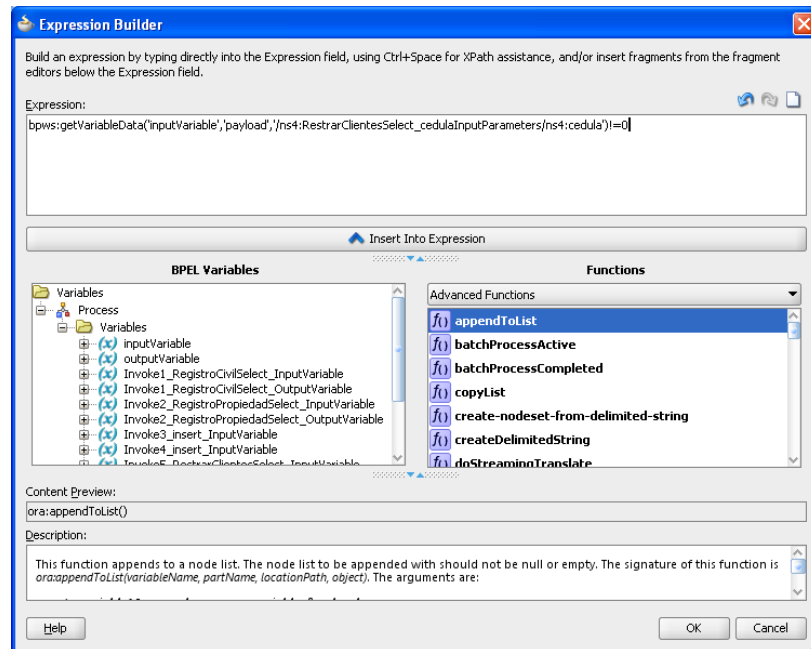 Expression Builder
Build an expression by typing directly into the Expression field, using Ctrl+Space for XPath assistance, and/or insert fragments from the fragment
editors below the Expression field.
Expression:
bpws:getVariableData('inputVariable','payload','/ns4:RestrarClientesSelect_cedulaInputParameters/ns4:cedula')!=0
Insert Into Expression
BPEL Variables
Variables
Process
Variables
(x) inputVariable
(x) outputVariable
(x) Invoke1_RegistroCivilSelect_InputVariable
(x) Invoke1_RegistroCivilSelect_OutputVariable
(x) Invoke2_RegistroPropiedadSelect_InputVariable
(x) Invoke2_RegistroPropiedadSelect_OutputVariable
(x) Invoke3_insert_InputVariable
(x) Invoke4_insert_InputVariable
(x) Invoke5_RestrarClientesSelect_InputVariable
Functions
Advanced Functions
f() appendToList
f() batchProcessActive
f() batchProcessCompleted
f() copyList
f() create-nodeset-from-delimited-string
f() createDelimitedString
f() doStreamingTranslate
Content Preview:
ora:appendToList()
Description:
This function appends to a node list. The node list to be appended with should not be null or empty. The signature of this function is
ora:appendToList(variableName, partName, locationPath, object). The arguments are:
Help
OK
Cancel